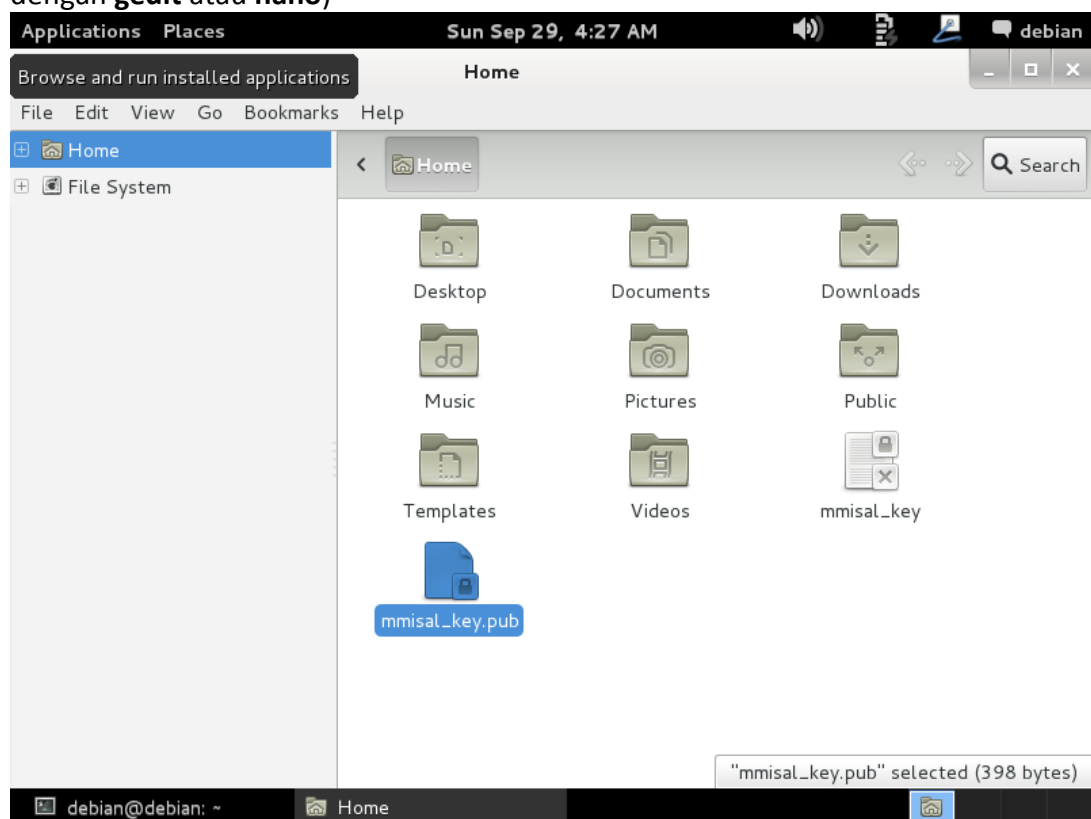 dengan gedit atau nano)
Applications Places Sun Sep 29, 4:27 AM debian
Browse and run installed applications Home
File Edit View Go Bookmarks Help
Home
Home Search
File System
Desktop Documents Downloads
Music Pictures Public
Templates Videos mmisal_key
mmisal_key.pub
"mmisal_key.pub" selected (398 bytes)
debian@debian: ~ Home